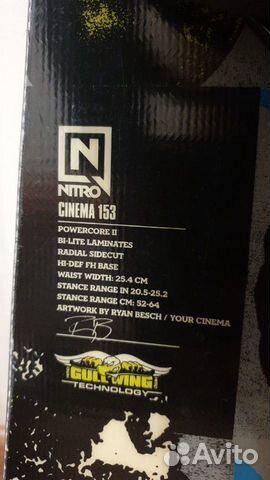 N
NITRO
CINEMA 153
POWERCORE II
BI-LITE LAMINATES
RADIAL SIDECUT
HI-DEF FH BASE
WAIST WIDTH: 25.4 CM
STANCE RANGE IN 20.5-25.2
STANCE RANGE CM: 52-64
ARTWORK BY RYAN BESCH / YOUR CINEMA
GULLWING
TECHNOLOGY
Avito